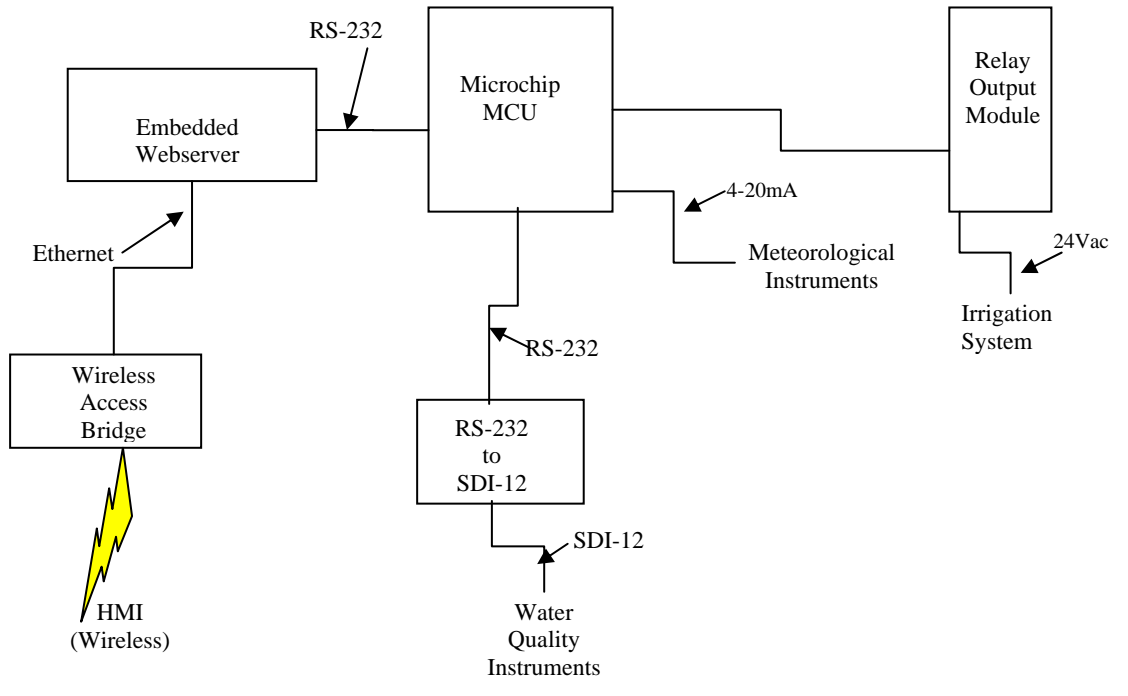 RS-232
Microchip
MCU
Relay
Output
Module
Embedded
Webserver
4-20mA
Ethernet
Meteorological
Instruments
24Vac
Irrigation
System
RS-232
Wireless
Access
Bridge
RS-232
to
SDI-12
SDI-12
HMI
(Wireless)
Water
Quality
Instruments